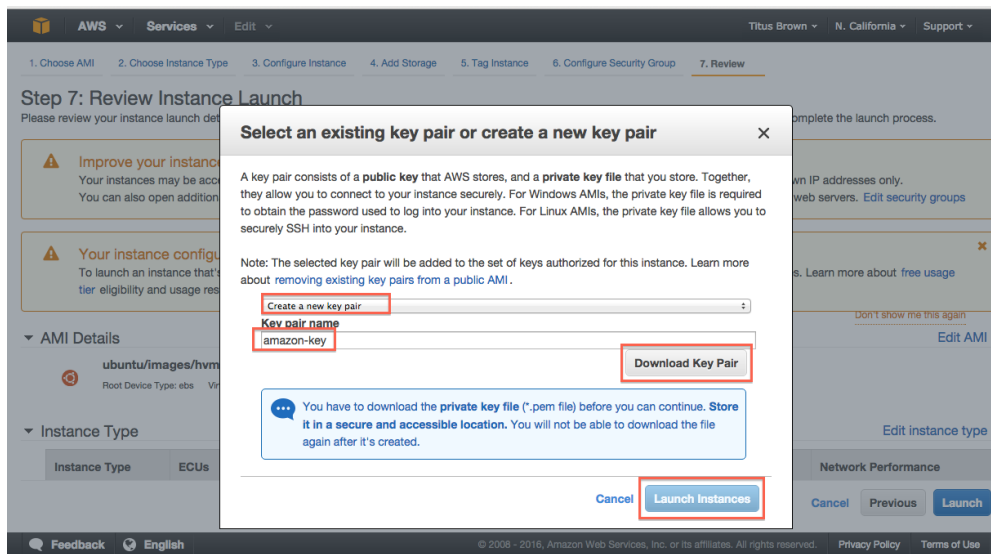 AWS Services Edit Titus Brown N. California Support
1. Choose AMI 2. Choose Instance Type 3. Configure Instance 4. Add Storage 5. Tag Instance 6. Configure Security Group 7. Review
Step 7: Review Instance Launch
Please review your instance launch det omplete the launch process.
Improve your instance
Your instances may be acce wn IP addresses only.
You can also open addition web servers. Edit security groups
Your instance configu
To launch an instance that's s. Learn more about free usage
tier eligibility and usage res
Don't show me this again
AMI Details Edit AMI
ubuntu/images/hvm
Root Device Type: ebs Vir
Instance Type Edit instance type
Instance Type ECUs Network Performance
Cancel Previous Launch
Select an existing key pair or create a new key pair ×
A key pair consists of a public key that AWS stores, and a private key file that you store. Together,
they allow you to connect to your instance securely. For Windows AMIs, the private key file is required
to obtain the password used to log into your instance. For Linux AMIs, the private key file allows you to
securely SSH into your instance.
Note: The selected key pair will be added to the set of keys authorized for this instance. Learn more
about removing existing key pairs from a public AMI.
Create a new key pair
Key pair name
amazon-key
Download Key Pair
You have to download the private key file (*.pem file) before you can continue. Store
it in a secure and accessible location. You will not be able to download the file
again after it's created.
Cancel Launch Instances
Feedback English © 2008 - 2016, Amazon Web Services, Inc. or its affiliates. All rights reserved. Privacy Policy Terms of Use